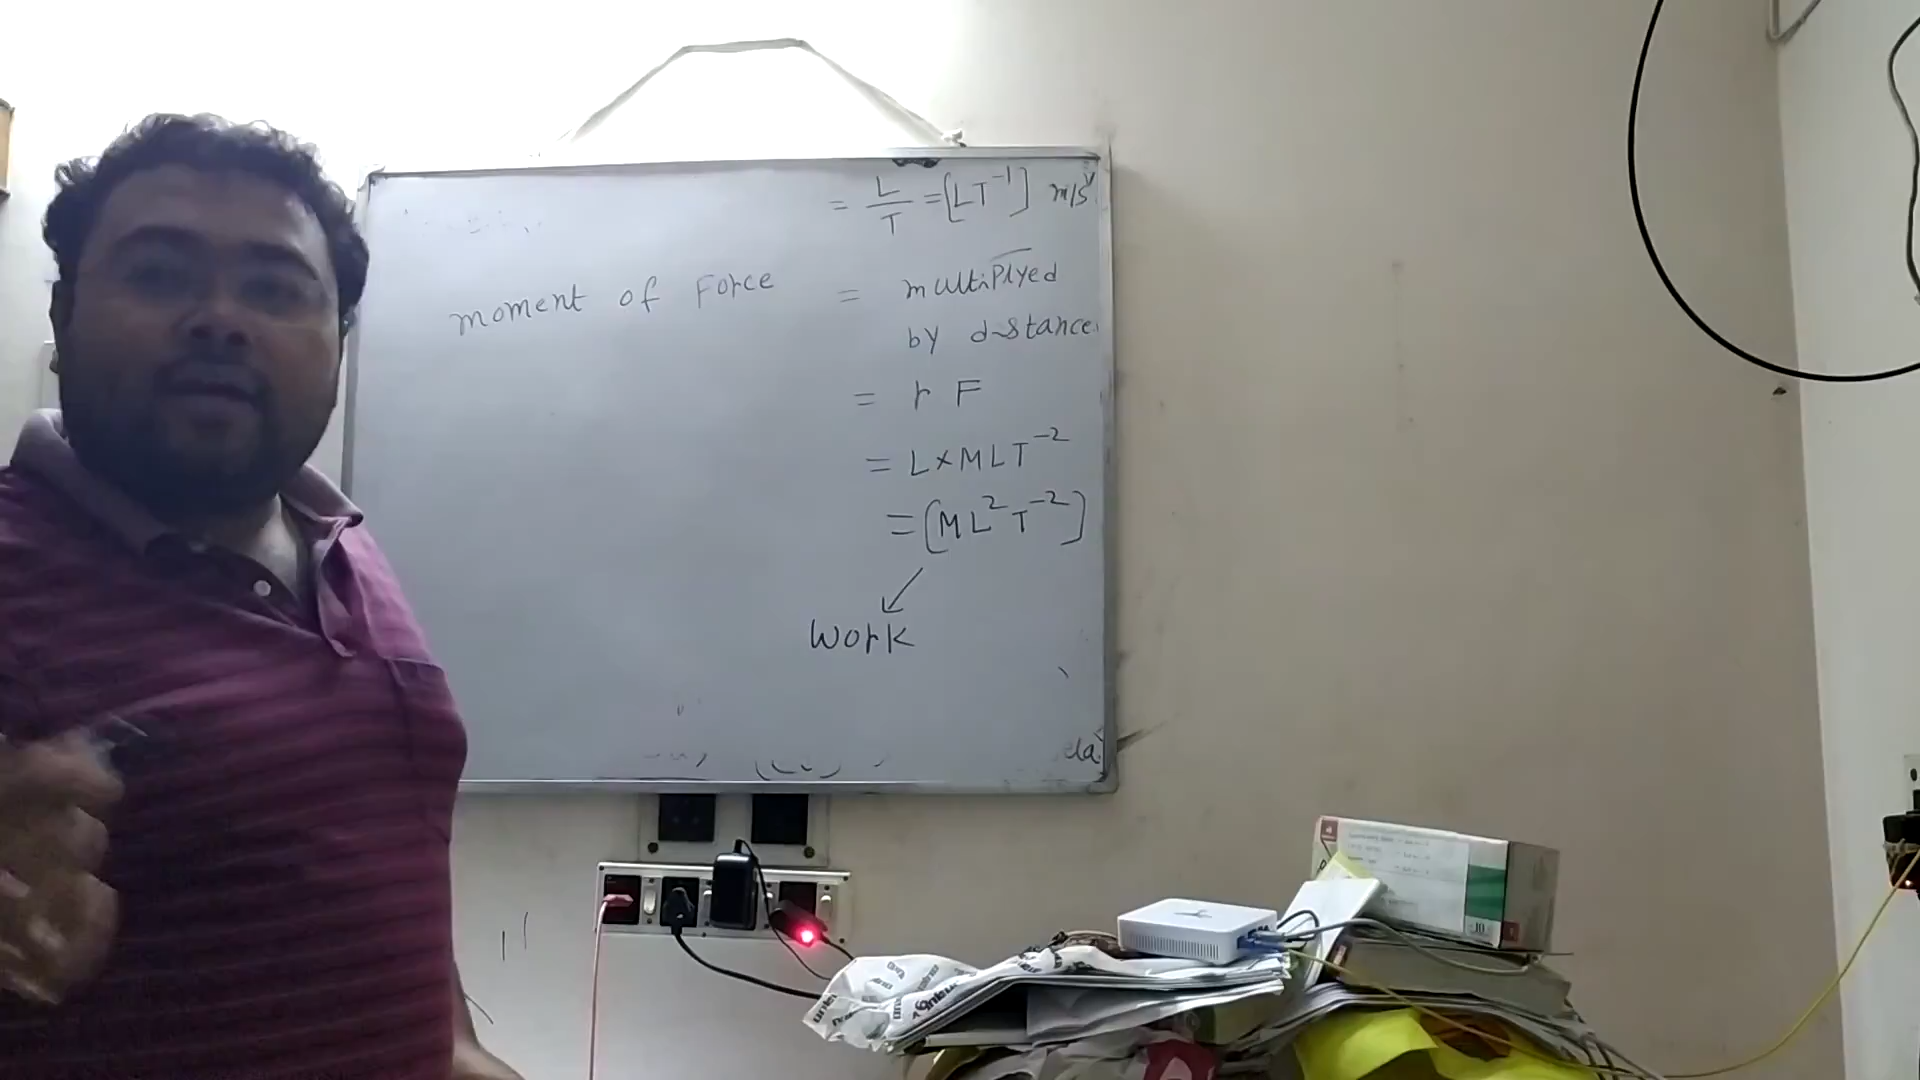 = L/T = [LT⁻¹] m/s
moment of Force = multiplyed
by distance
= r F
= L×MLT⁻²
= [ML²T⁻²]
↙
Work